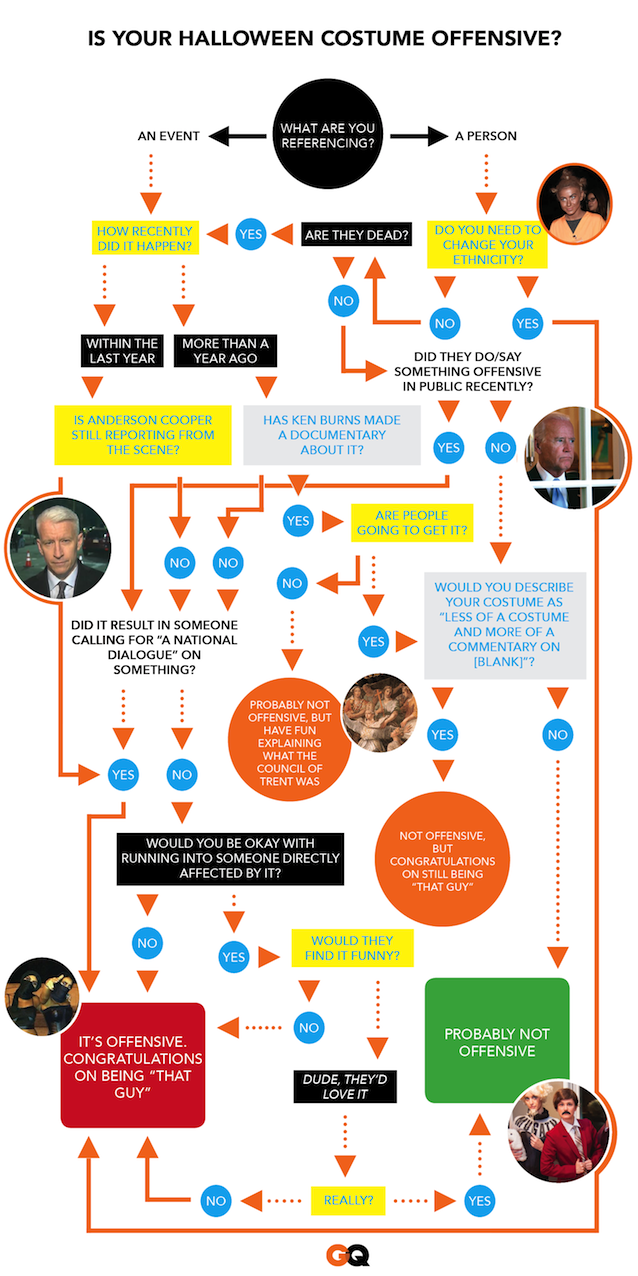 IS YOUR HALLOWEEN COSTUME OFFENSIVE?
WHAT ARE YOU
REFERENCING?
AN EVENT
A PERSON
HOW RECENTLY
DID IT HAPPEN?
YES
ARE THEY DEAD?
DO YOU NEED TO
CHANGE YOUR
ETHNICITY?
NO
NO
YES
WITHIN THE
LAST YEAR
MORE THAN A
YEAR AGO
DID THEY DO/SAY
SOMETHING OFFENSIVE
IN PUBLIC RECENTLY?
IS ANDERSON COOPER
STILL REPORTING FROM
THE SCENE?
HAS KEN BURNS MADE
A DOCUMENTARY
ABOUT IT?
YES
NO
YES
ARE PEOPLE
GOING TO GET IT?
NO
NO
NO
WOULD YOU DESCRIBE
YOUR COSTUME AS
“LESS OF A COSTUME
AND MORE OF A
COMMENTARY ON
[BLANK]”?
DID IT RESULT IN SOMEONE
CALLING FOR “A NATIONAL
DIALOGUE” ON
SOMETHING?
YES
PROBABLY NOT
OFFENSIVE, BUT
HAVE FUN
EXPLAINING
WHAT THE
COUNCIL OF
TRENT WAS
YES
NO
YES
NO
NOT OFFENSIVE,
BUT
CONGRATULATIONS
ON STILL BEING
“THAT GUY”
WOULD YOU BE OKAY WITH
RUNNING INTO SOMEONE DIRECTLY
AFFECTED BY IT?
NO
YES
WOULD THEY
FIND IT FUNNY?
IT’S OFFENSIVE.
CONGRATULATIONS
ON BEING “THAT
GUY”
NO
PROBABLY NOT
OFFENSIVE
DUDE, THEY’D
LOVE IT
NO
REALLY?
YES
GQ